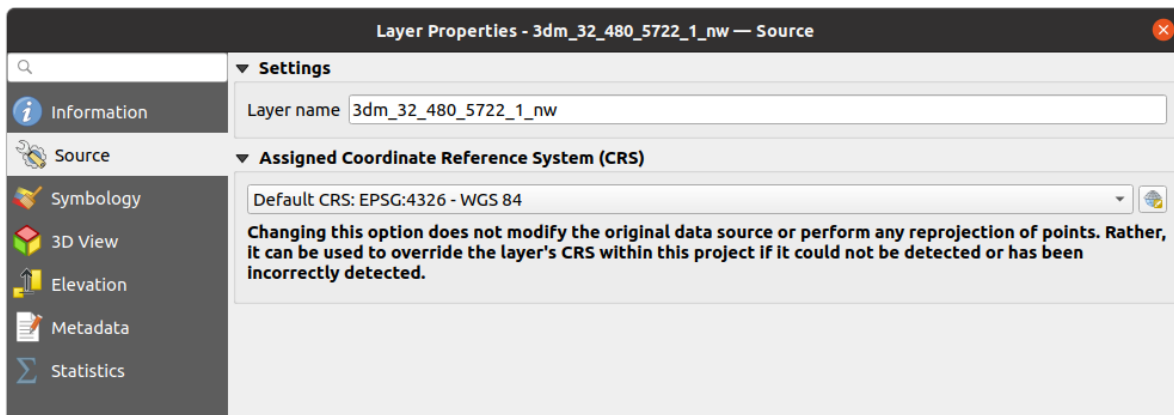 Layer Properties - 3dm_32_480_5722_1_nw — Source
Settings
Information
Layer name 3dm_32_480_5722_1_nw
Source
Assigned Coordinate Reference System (CRS)
Symbology
Default CRS: EPSG:4326 - WGS 84
3D View
Changing this option does not modify the original data source or perform any reprojection of points. Rather,
it can be used to override the layer's CRS within this project if it could not be detected or has been
incorrectly detected.
Elevation
Metadata
Statistics